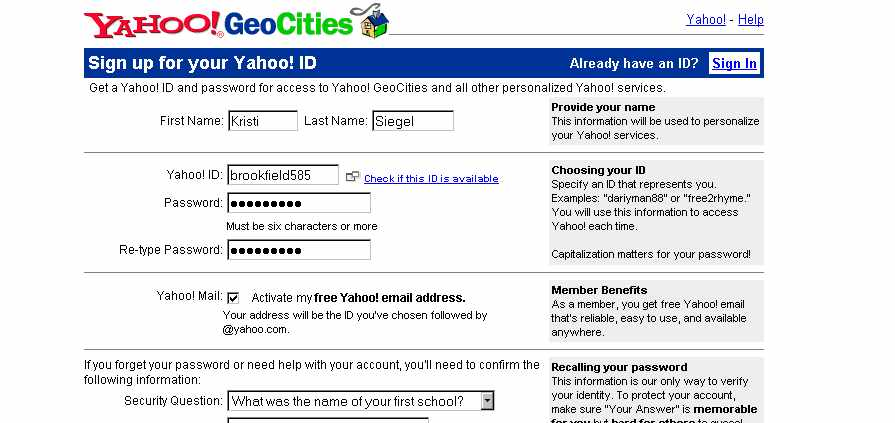 YAHOO! GeoCities
Yahoo! - Help
Sign up for your Yahoo! ID
Already have an ID? Sign In
Get a Yahoo! ID and password for access to Yahoo! GeoCities and all other personalized Yahoo! services.
First Name: Kristi Last Name: Siegel
Provide your name
This information will be used to personalize
your Yahoo! services.
Yahoo! ID: brookfield585 Check if this ID is available
Password: ●●●●●●●●●
Must be six characters or more
Re-type Password: ●●●●●●●●●
Choosing your ID
Specify an ID that represents you.
Examples: "dariyman88" or "free2rhyme."
You will use this information to access
Yahoo! each time.
Capitalization matters for your password!
Yahoo! Mail: Activate my free Yahoo! email address.
Your address will be the ID you've chosen followed by
@yahoo.com.
Member Benefits
As a member, you get free Yahoo! email
that's reliable, easy to use, and available
anywhere.
If you forget your password or need help with your account, you'll need to confirm the
following information:
Security Question: What was the name of your first school?
Recalling your password
This information is our only way to verify
your identity. To protect your account,
make sure "Your Answer" is memorable
for you but hard for others to guess!